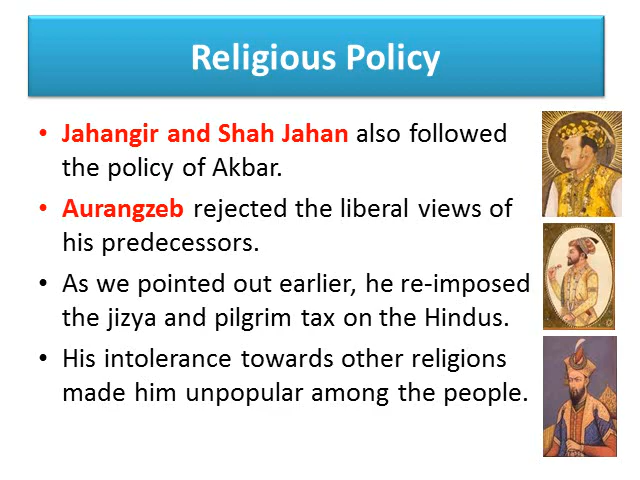 Religious Policy
• Jahangir and Shah Jahan also followed
the policy of Akbar.
• Aurangzeb rejected the liberal views of
his predecessors.
• As we pointed out earlier, he re-imposed
the jizya and pilgrim tax on the Hindus.
• His intolerance towards other religions
made him unpopular among the people.